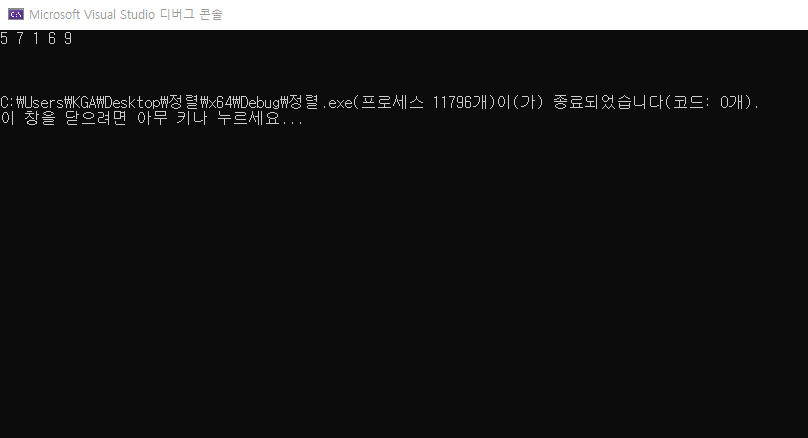 Microsoft Visual Studio 디버그 콘솔
5 7 1 6 9
C:\Users\KGA\Desktop\정렬\x64\Debug\정렬.exe(프로세스 11796개)이(가) 종료되었습니다(코드: 0개).
이 창을 닫으려면 아무 키나 누르세요...